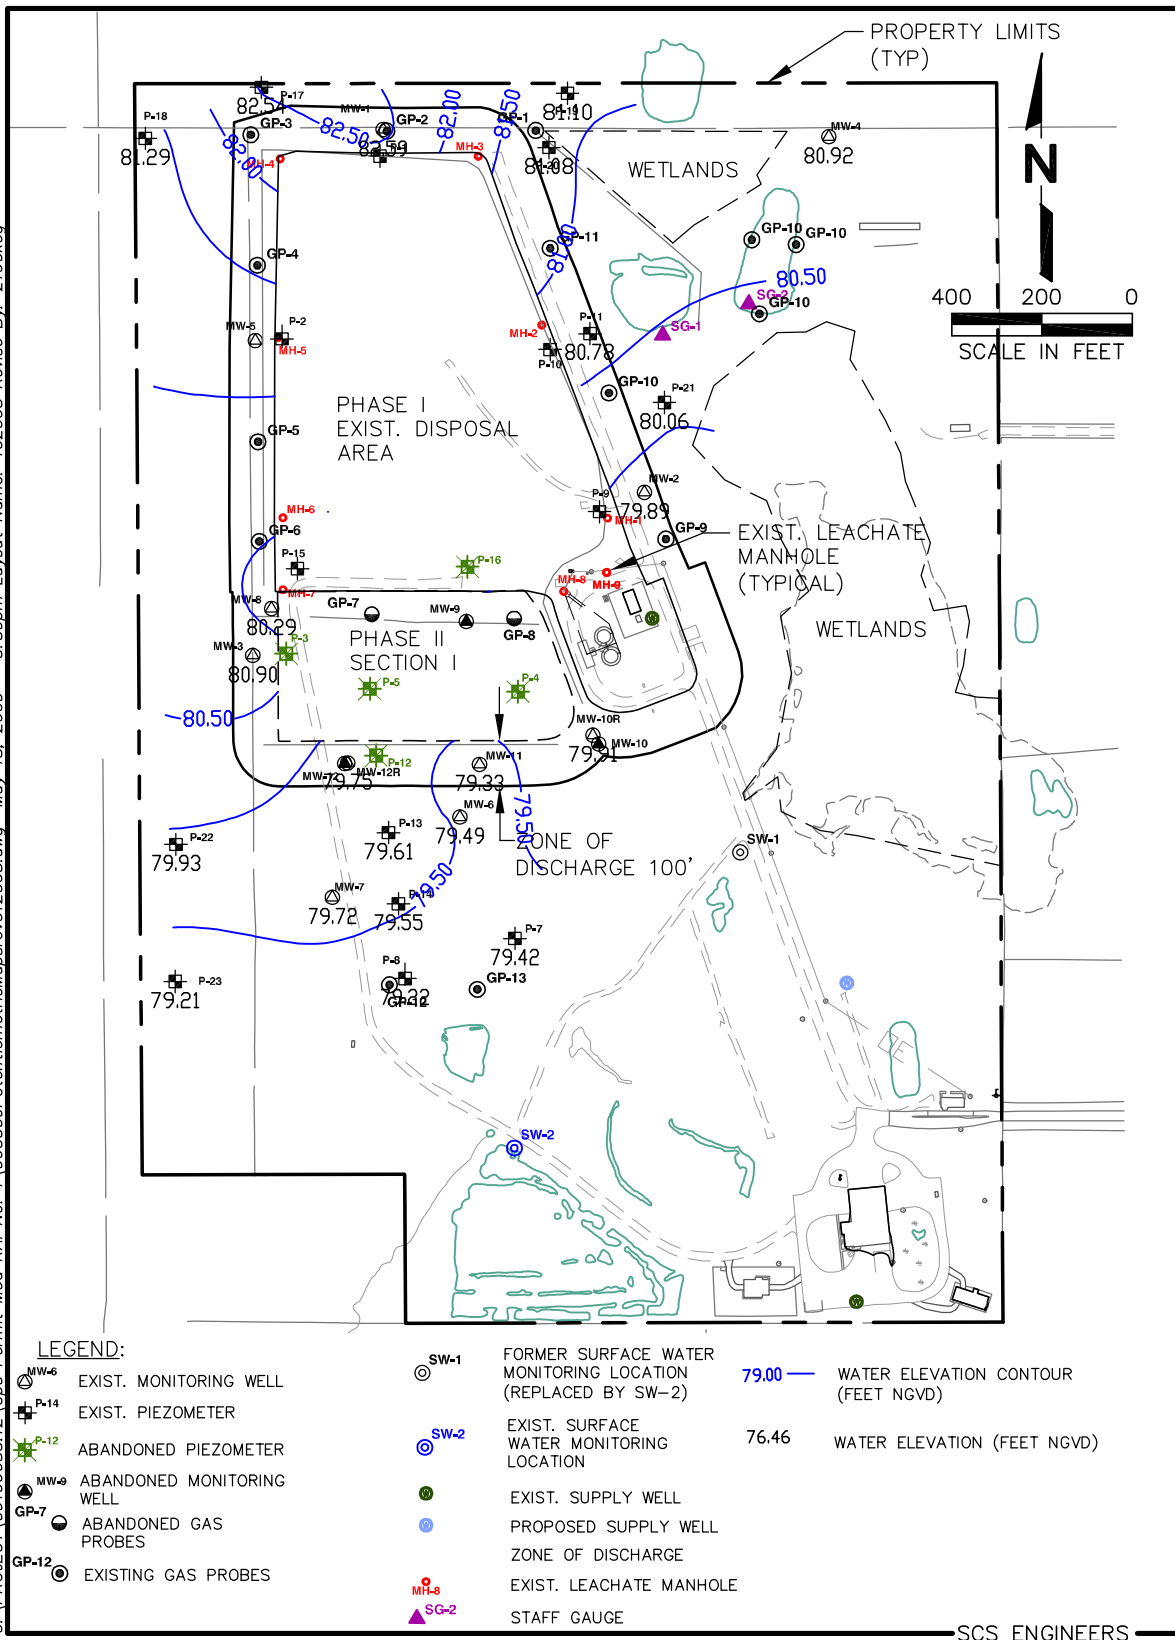 PROPERTY LIMITS
(TYP)
P-17
82.54
P-18
81.29
GP-3
MW-1
GP-2
82.50
82.59
82.00
82.00
MH-4
MH-3
81.50
GP-1
81.10
81.08
MW-4
80.92
WETLANDS
N
GP-4
GP-11
81.00
GP-10
GP-10
80.50
SG-2
GP-10
SG-1
400 200 0
SCALE IN FEET
MW-5
P-2
MH-5
MH-2
P-11
80.78
P-10
GP-10
P-21
80.06
PHASE I
EXIST. DISPOSAL
AREA
GP-5
MW-2
79.89
P-9
MH-1
MH-6
GP-6
GP-9
EXIST. LEACHATE
MANHOLE
(TYPICAL)
P-15
P-16
MH-7
MH-8
MH-9
MW-8
80.29
GP-7
MW-9
GP-8
WETLANDS
MW-3
80.90
P-3
PHASE II
SECTION I
P-5
P-4
80.50
MW-10R
79.91
MW-10
P-12
MW-12
MW-12R
79.75
MW-11
79.33
MW-6
79.49
79.50
P-13
79.61
ZONE OF
DISCHARGE 100'
SW-1
P-22
79.93
MW-7
79.72
P-14
79.55
79.50
P-7
79.42
P-23
79.21
P-8
79.32
GP-12
GP-13
SW-2
LEGEND:
MW-6 EXIST. MONITORING WELL
P-14 EXIST. PIEZOMETER
P-12 ABANDONED PIEZOMETER
MW-9 ABANDONED MONITORING
WELL
GP-7 ABANDONED GAS
PROBES
GP-12 EXISTING GAS PROBES
SW-1 FORMER SURFACE WATER
MONITORING LOCATION
(REPLACED BY SW-2)
SW-2 EXIST. SURFACE
WATER MONITORING
LOCATION
EXIST. SUPPLY WELL
PROPOSED SUPPLY WELL
ZONE OF DISCHARGE
MH-8 EXIST. LEACHATE MANHOLE
SG-2 STAFF GAUGE
79.00 WATER ELEVATION CONTOUR
(FEET NGVD)
76.46 WATER ELEVATION (FEET NGVD)
SCS ENGINEERS